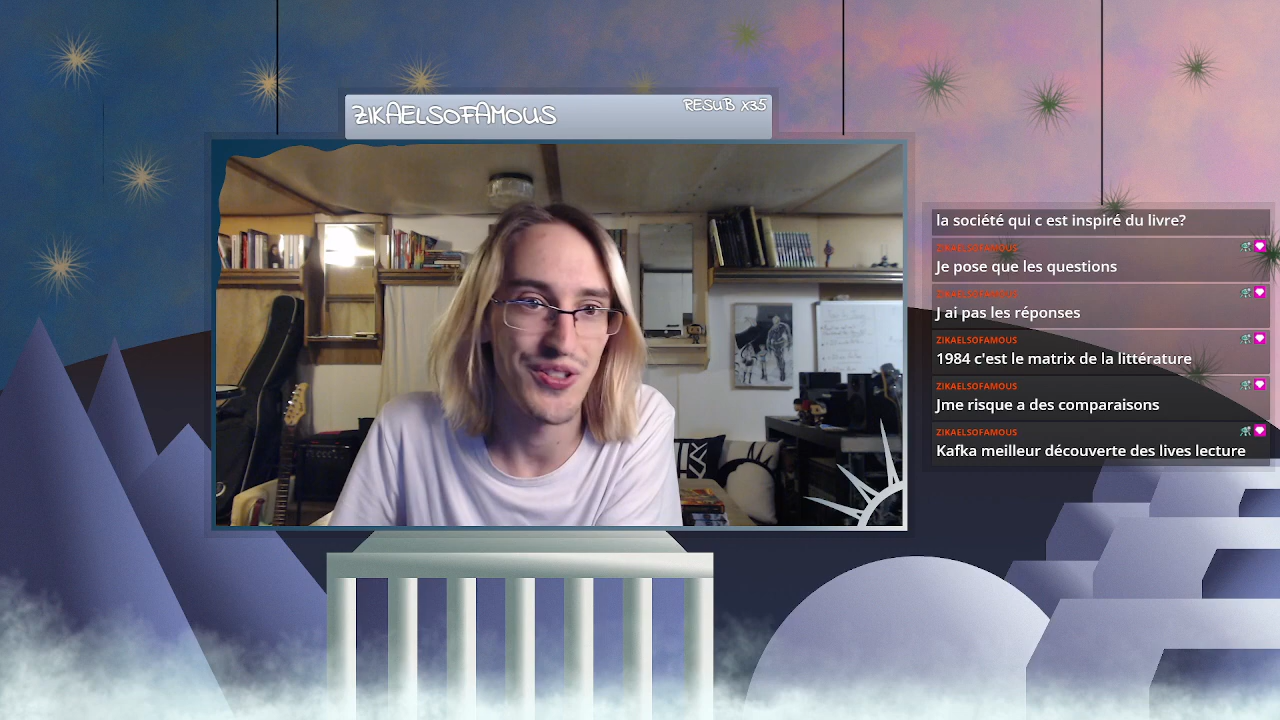 ZIKAELSOFAMOUS
RESUB X35
la société qui c est inspiré du livre?
ZIKAELSOFAMOUS
Je pose que les questions
ZIKAELSOFAMOUS
J ai pas les réponses
ZIKAELSOFAMOUS
1984 c'est le matrix de la littérature
ZIKAELSOFAMOUS
Jme risque a des comparaisons
ZIKAELSOFAMOUS
Kafka meilleur découverte des lives lecture